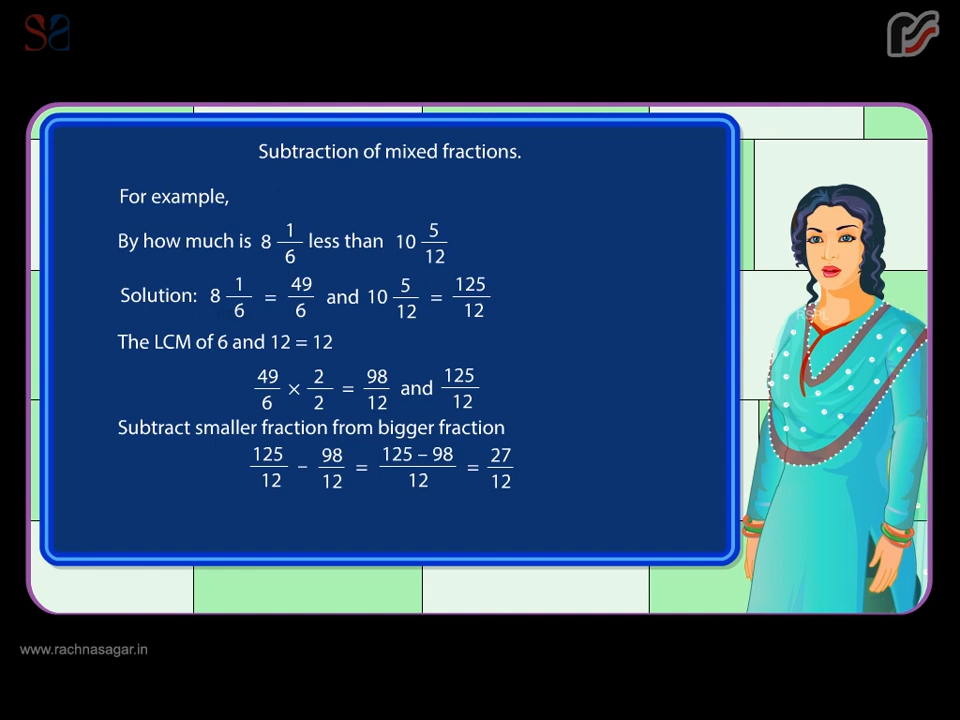 Subtraction of mixed fractions.
For example,
By how much is 8 1/6 less than 10 5/12
Solution: 8 1/6 = 49/6 and 10 5/12 = 125/12
The LCM of 6 and 12 = 12
49/6 × 2/2 = 98/12 and 125/12
Subtract smaller fraction from bigger fraction
125/12 – 98/12 = 125 – 98/12 = 27/12
RSPL
www.rachnasagar.in